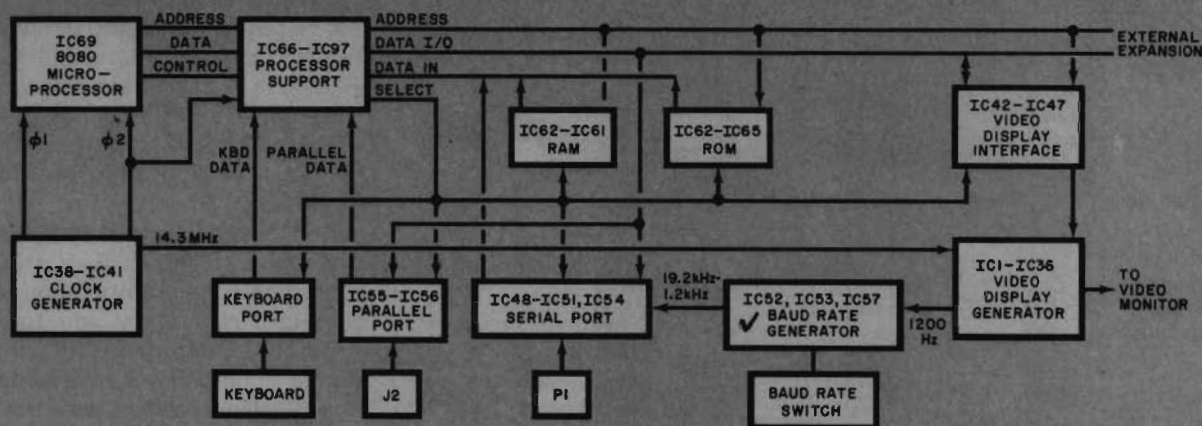 ADDRESS
DATA
CONTROL
IC69
8080
MICRO-
PROCESSOR
IC66-IC97
PROCESSOR
SUPPORT
ADDRESS
DATA I/O
DATA IN
SELECT
EXTERNAL
EXPANSION
IC62-IC61
RAM
IC62-IC65
ROM
IC42-IC47
VIDEO
DISPLAY
INTERFACE
φ1
φ2
KBD
DATA
PARALLEL
DATA
14.3MHz
IC38-IC41
CLOCK
GENERATOR
KEYBOARD
PORT
IC55-IC56
PARALLEL
PORT
IC48-IC51, IC54
SERIAL PORT
19.2kHz-
1.2kHz
IC52, IC53, IC57
✓ BAUD RATE
GENERATOR
1200
Hz
IC1-IC36
VIDEO
DISPLAY
GENERATOR
TO
VIDEO
MONITOR
KEYBOARD
J2
P1
BAUD RATE
SWITCH